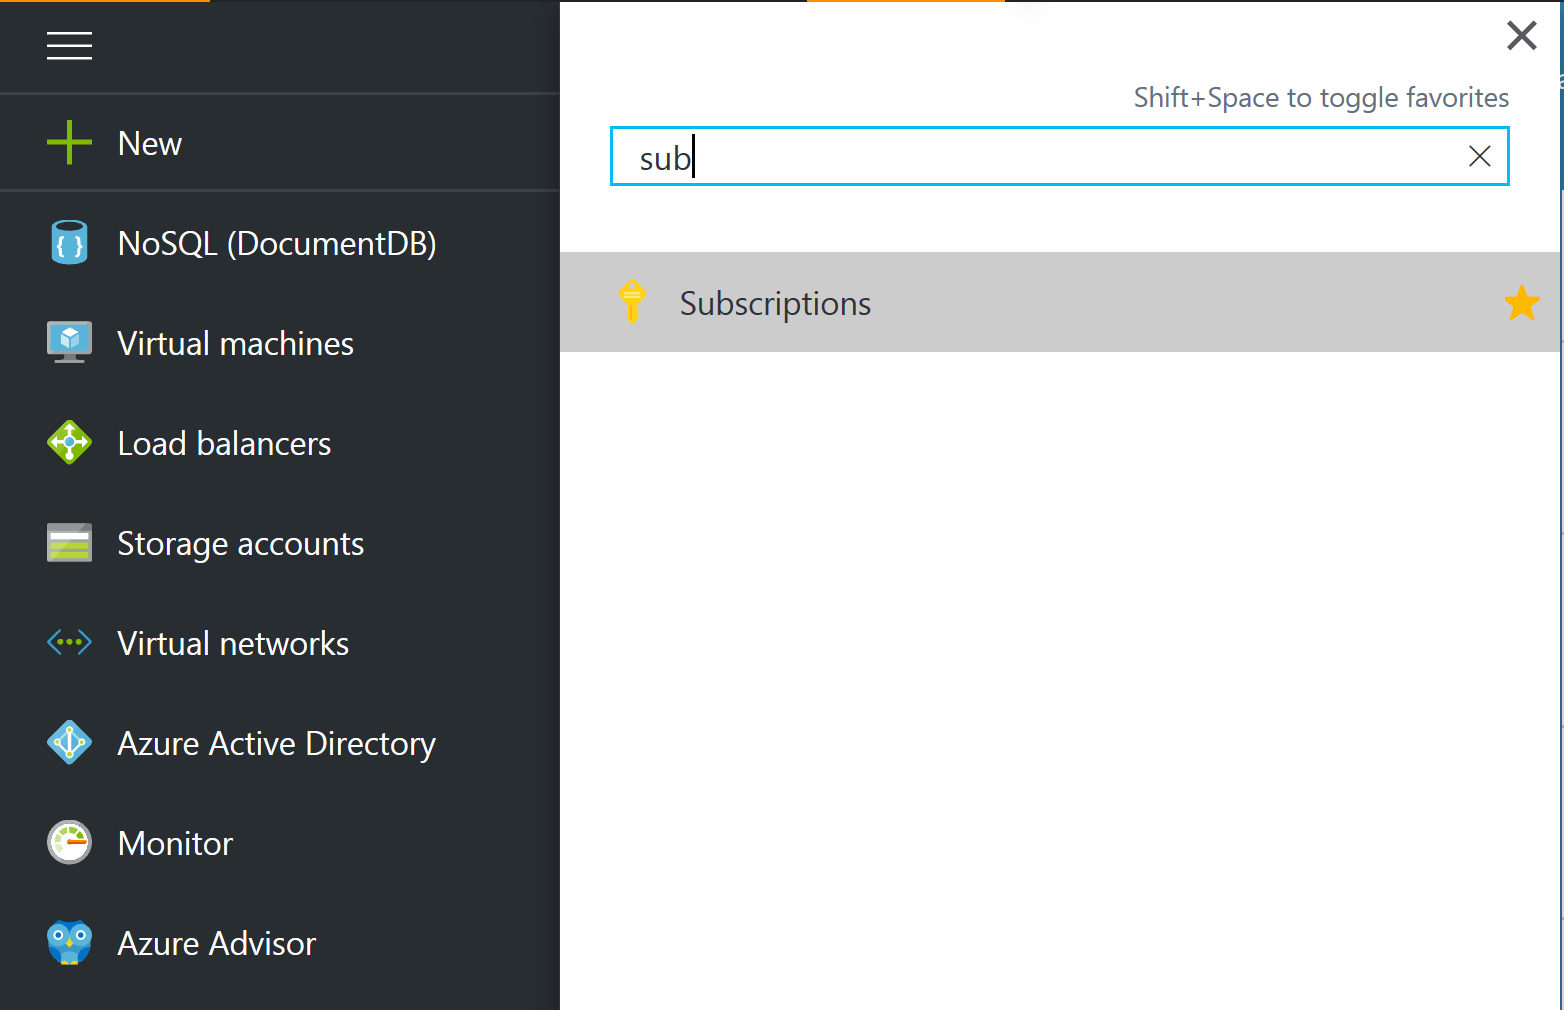 New
NoSQL (DocumentDB)
Virtual machines
Load balancers
Storage accounts
Virtual networks
Azure Active Directory
Monitor
Azure Advisor
Shift+Space to toggle favorites
sub
Subscriptions